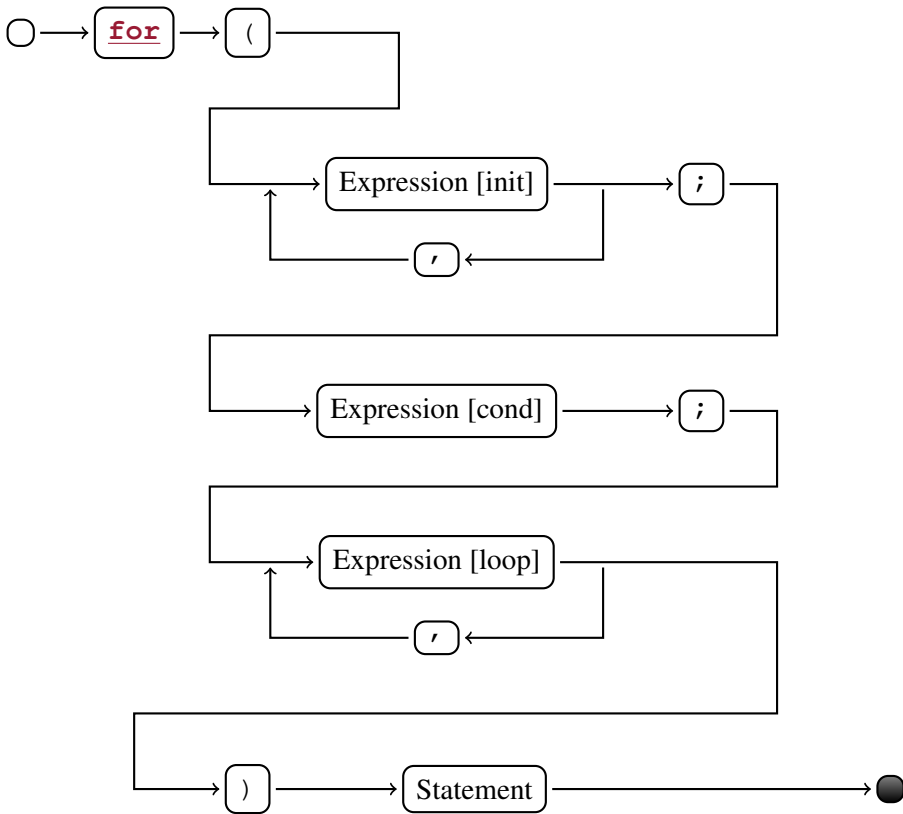 for (
Expression [init] ;
,
Expression [cond] ;
Expression [loop]
,
) Statement